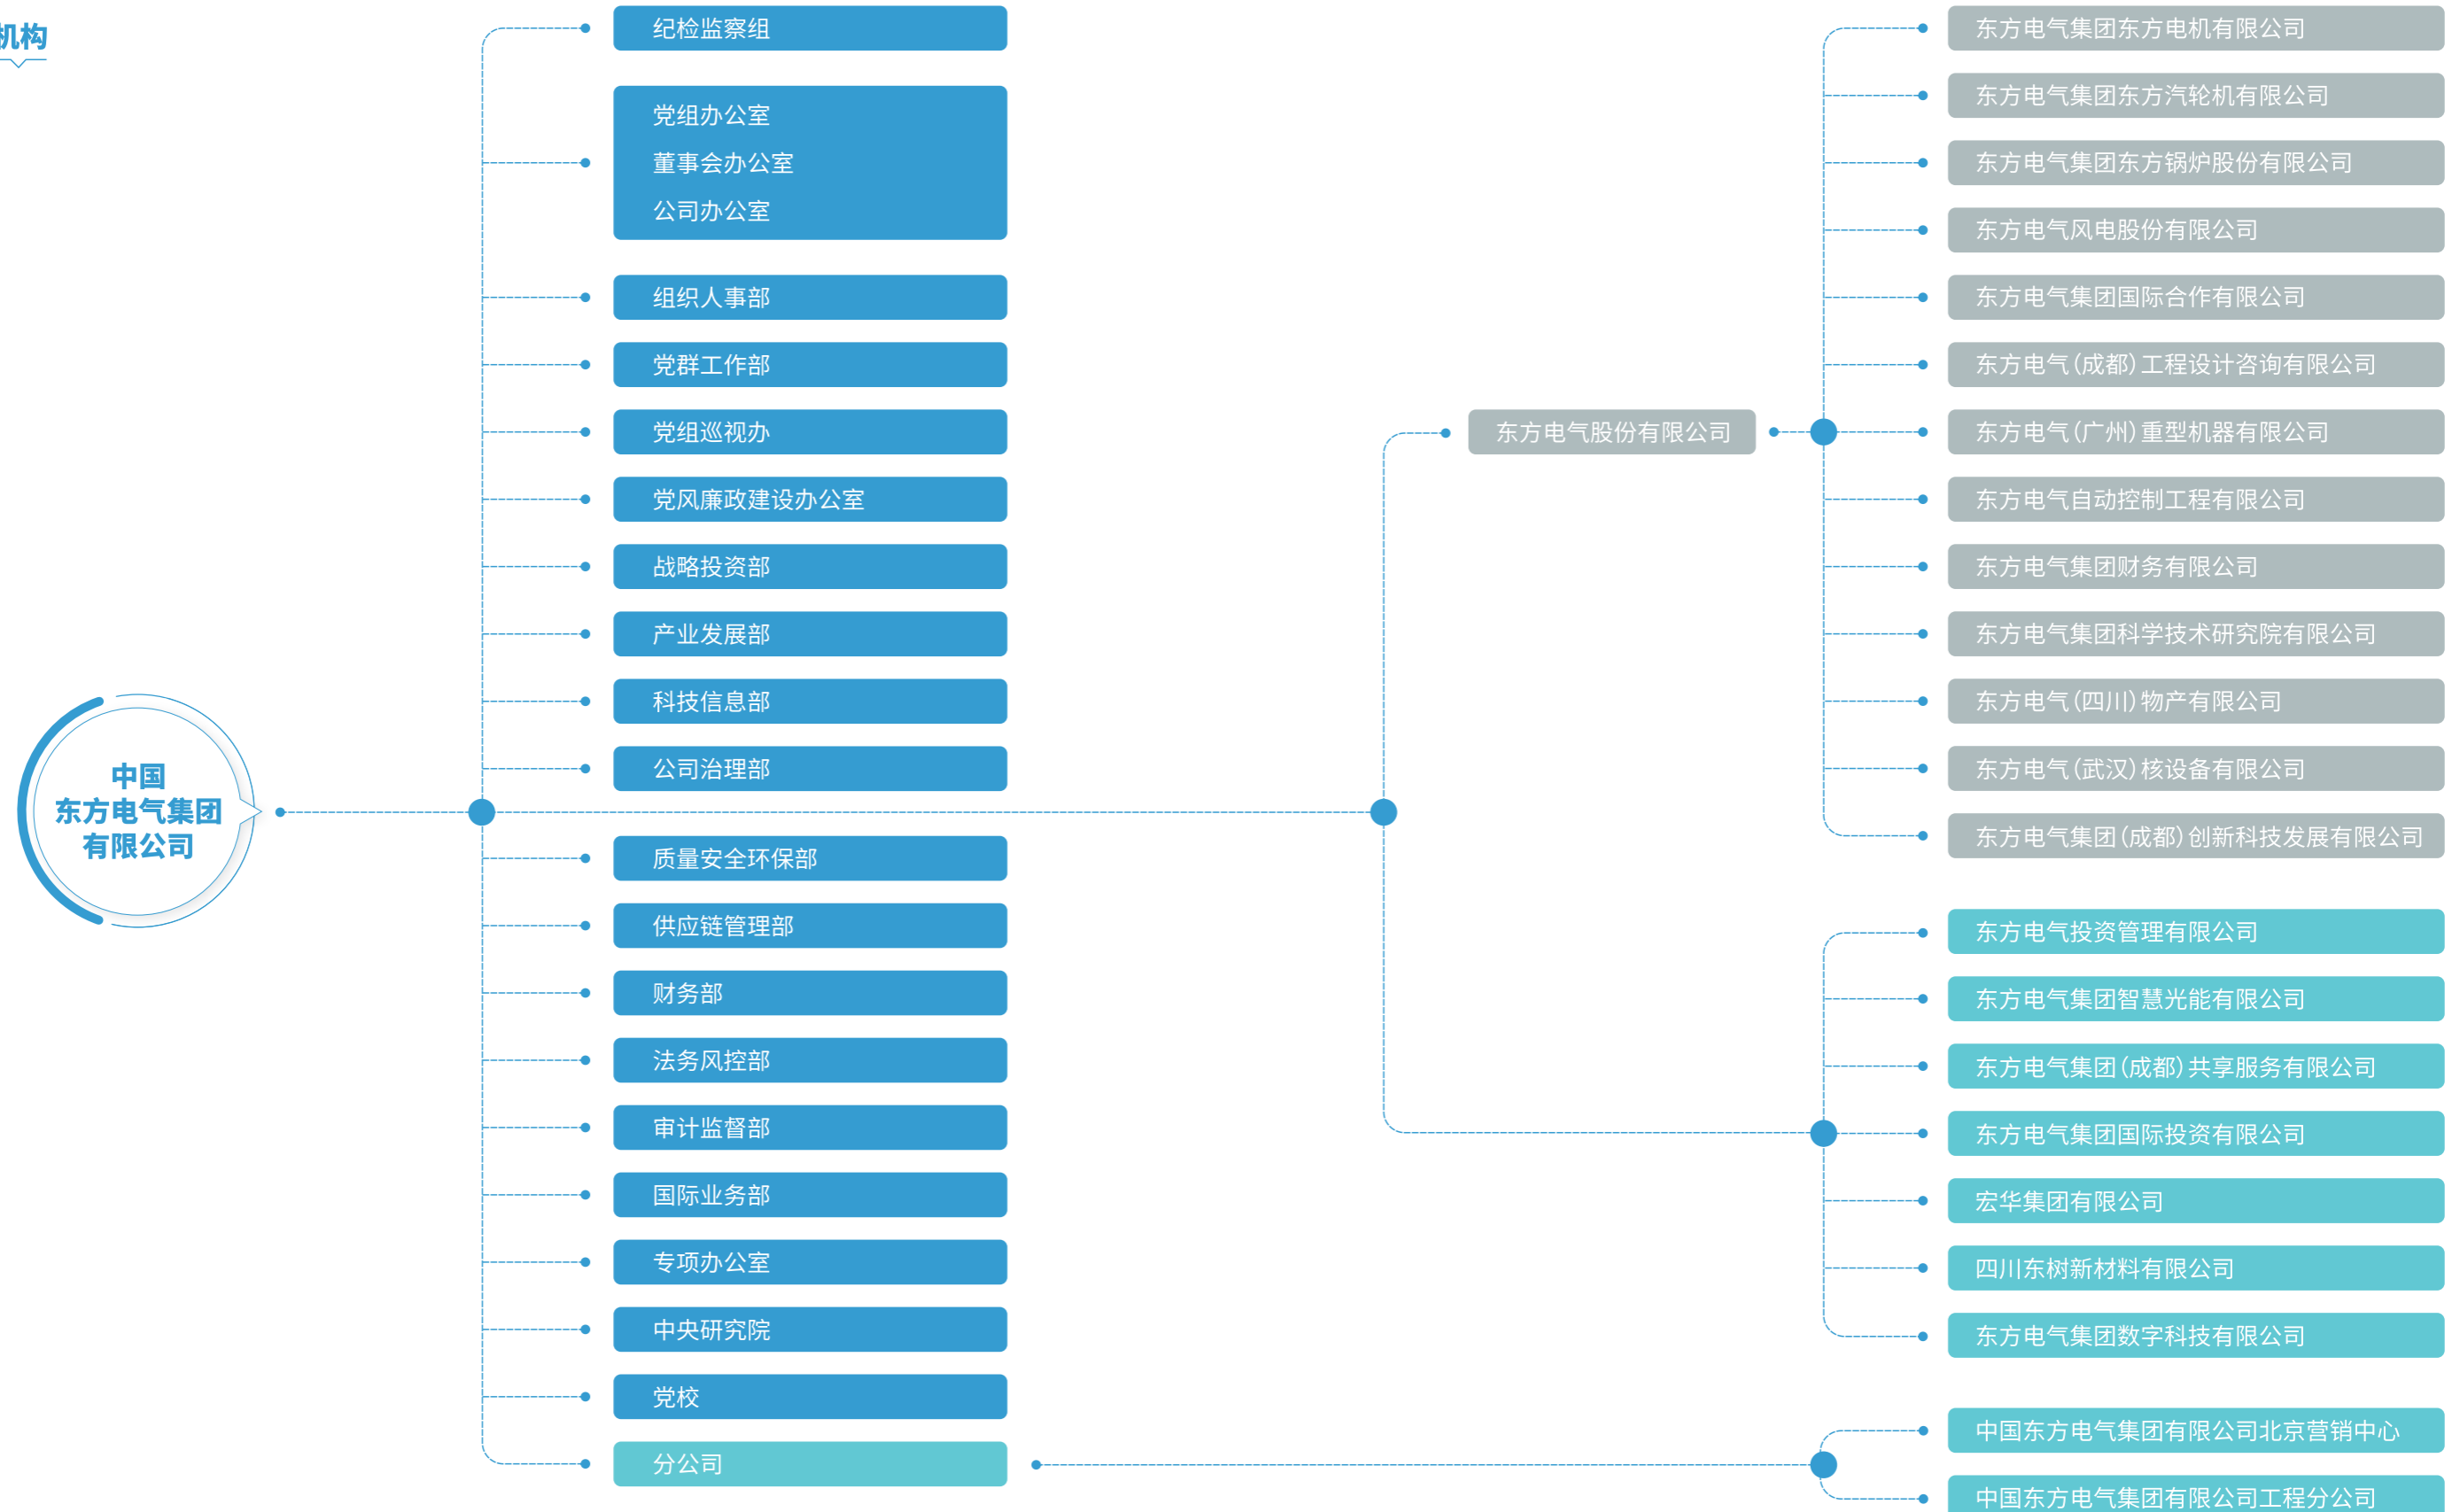 机构
中国
东方电气集团
有限公司
纪检监察组
党组办公室
董事会办公室
公司办公室
组织人事部
党群工作部
党组巡视办
党风廉政建设办公室
战略投资部
产业发展部
科技信息部
公司治理部
质量安全环保部
供应链管理部
财务部
法务风控部
审计监督部
国际业务部
专项办公室
中央研究院
党校
分公司
东方电气股份有限公司
东方电气集团东方电机有限公司
东方电气集团东方汽轮机有限公司
东方电气集团东方锅炉股份有限公司
东方电气风电股份有限公司
东方电气集团国际合作有限公司
东方电气（成都）工程设计咨询有限公司
东方电气（广州）重型机器有限公司
东方电气自动控制工程有限公司
东方电气集团财务有限公司
东方电气集团科学技术研究院有限公司
东方电气（四川）物产有限公司
东方电气（武汉）核设备有限公司
东方电气集团（成都）创新科技发展有限公司
东方电气投资管理有限公司
东方电气集团智慧光能有限公司
东方电气集团（成都）共享服务有限公司
东方电气集团国际投资有限公司
宏华集团有限公司
四川东树新材料有限公司
东方电气集团数字科技有限公司
中国东方电气集团有限公司北京营销中心
中国东方电气集团有限公司工程分公司